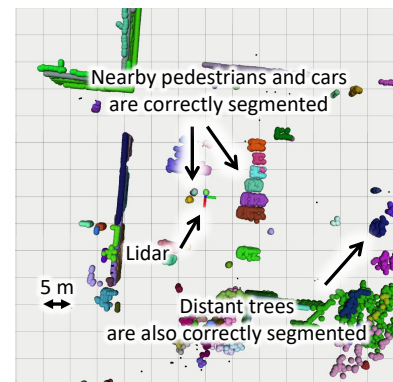 Nearby pedestrians and cars
are correctly segmented
Lidar
5 m
Distant trees
are also correctly segmented